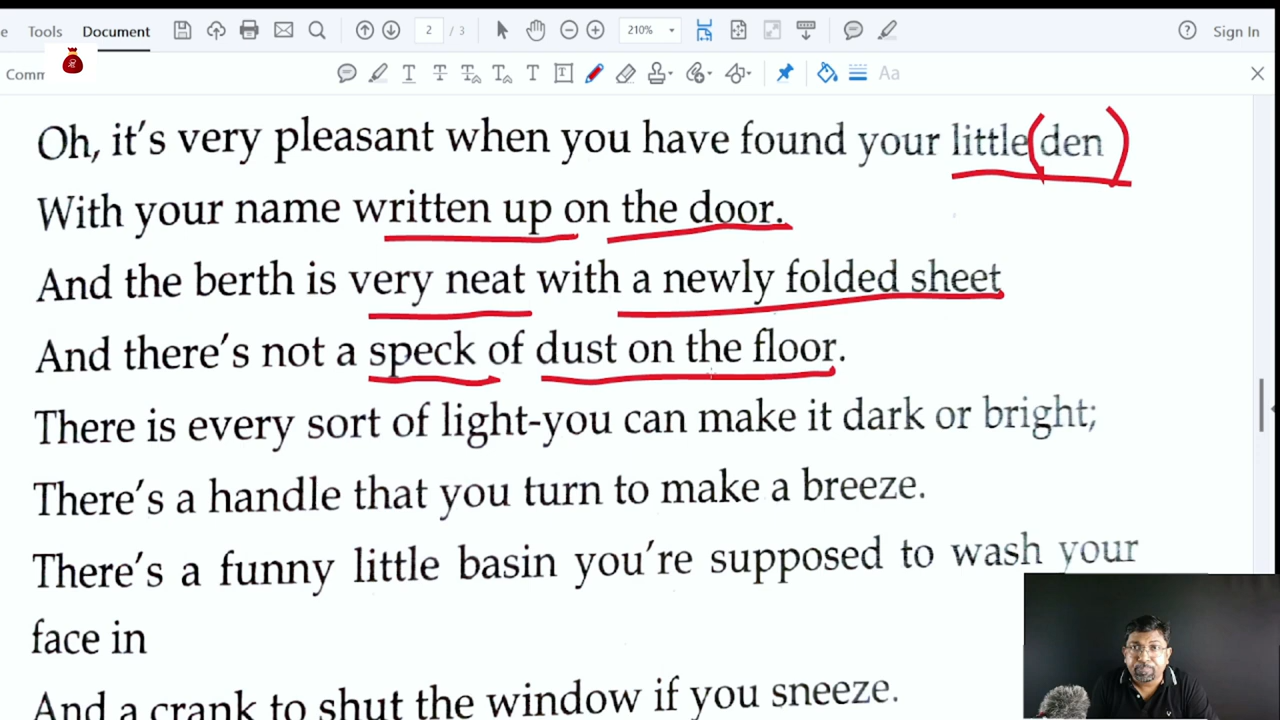 Tools Document 2 / 3 210% Sign In
Comm
Oh, it's very pleasant when you have found your little den
With your name written up on the door.
And the berth is very neat with a newly folded sheet
And there's not a speck of dust on the floor.
There is every sort of light-you can make it dark or bright;
There's a handle that you turn to make a breeze.
There's a funny little basin you're supposed to wash your
face in
And a crank to shut the window if you sneeze.